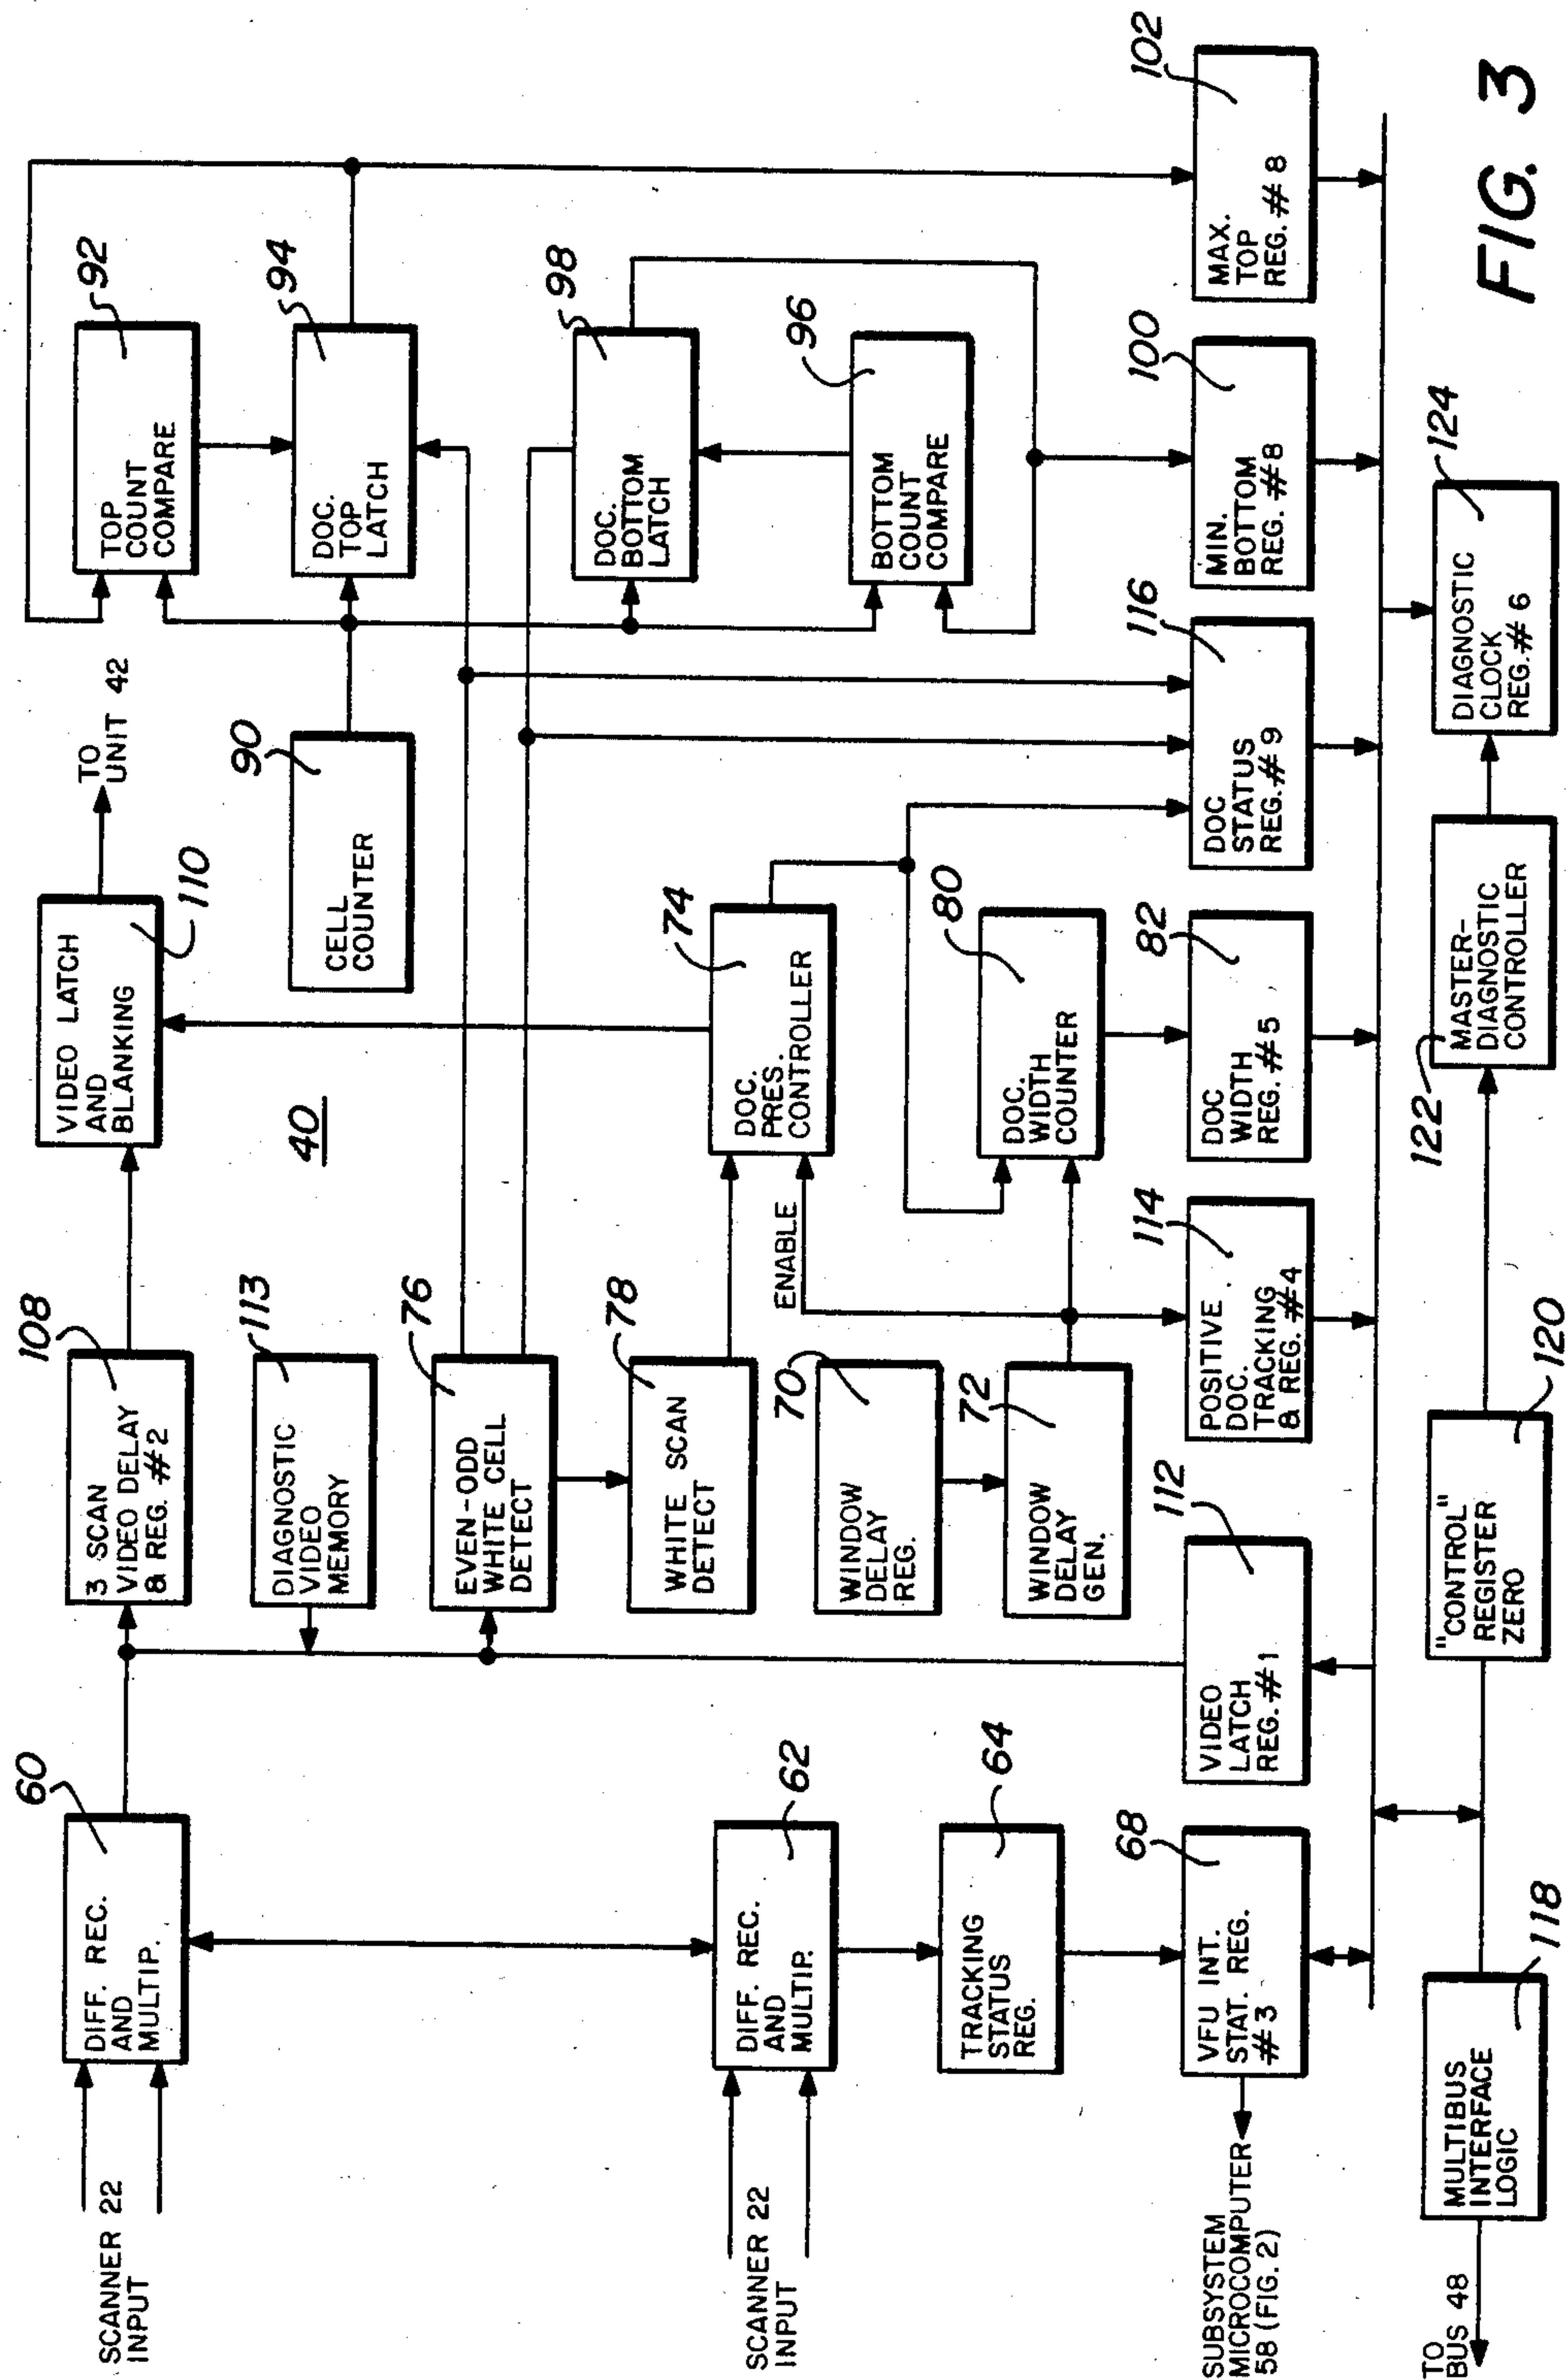 SCANNER 22
INPUT
60
DIFF. REC.
AND
MULTIP.
108
3 SCAN
VIDEO DELAY
& REG. #2
VIDEO LATCH
AND
BLANKING
110
TO
UNIT 42
40
113
DIAGNOSTIC
VIDEO
MEMORY
90
CELL
COUNTER
TOP
COUNT
COMPARE
92
DOC.
TOP
LATCH
94
76
EVEN-ODD
WHITE CELL
DETECT
78
WHITE SCAN
DETECT
DOC.
BOTTOM
LATCH
98
BOTTOM
COUNT
COMPARE
96
SCANNER 22
INPUT
62
DIFF. REC.
AND
MULTIP.
70
WINDOW
DELAY
REG.
72
WINDOW
DELAY
GEN.
ENABLE
74
DOC.
PRES.
CONTROLLER
80
DOC.
WIDTH
COUNTER
64
TRACKING
STATUS
REG.
SUBSYSTEM
MICROCOMPUTER
58 (FIG. 2)
68
VFU INT.
STAT. REG.
#3
112
VIDEO
LATCH
REG. #1
114
POSITIVE
DOC.
TRACKING
& REG. #4
82
DOC
WIDTH
REG. #5
116
DOC
STATUS
REG. #9
100
MIN.
BOTTOM
REG. #8
102
MAX.
TOP
REG. #8
TO
BUS 48
118
MULTIBUS
INTERFACE
LOGIC
120
"CONTROL"
REGISTER
ZERO
122
MASTER-
DIAGNOSTIC
CONTROLLER
124
DIAGNOSTIC
CLOCK
REG. #6
FIG. 3